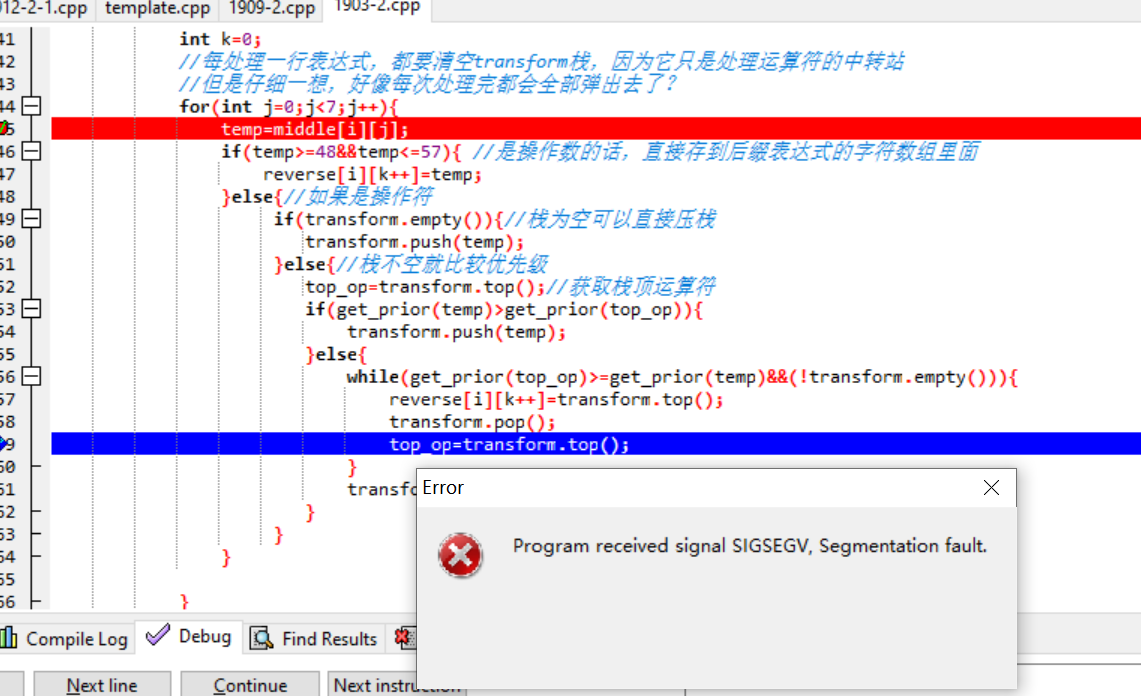 012-2-1.cpp template.cpp 1909-2.cpp 1903-2.cpp
41 int k=0;
42 //每处理一行表达式，都要清空transform栈，因为它只是处理运算符的中转站
43 //但是仔细一想，好像每次处理完都会全部弹出去了？
44 for(int j=0;j<7;j++){
5 temp=middle[i][j];
46 if(temp>=48&&temp<=57){ //是操作数的话，直接存到后缀表达式的字符数组里面
47 reverse[i][k++]=temp;
48 }else{//如果是操作符
49 if(transform.empty()){//栈为空可以直接压栈
50 transform.push(temp);
51 }else{//栈不空就比较优先级
52 top_op=transform.top();//获取栈顶运算符
53 if(get_prior(temp)>get_prior(top_op)){
54 transform.push(temp);
55 }else{
56 while(get_prior(top_op)>=get_prior(temp)&&(!transform.empty())){
57 reverse[i][k++]=transform.top();
58 transform.pop();
9 top_op=transform.top();
60 }
61 transfo
62 }
63 }
64 }
65
66 }
Error
Program received signal SIGSEGV, Segmentation fault.
Compile Log Debug Find Results
Next line Continue Next instruction